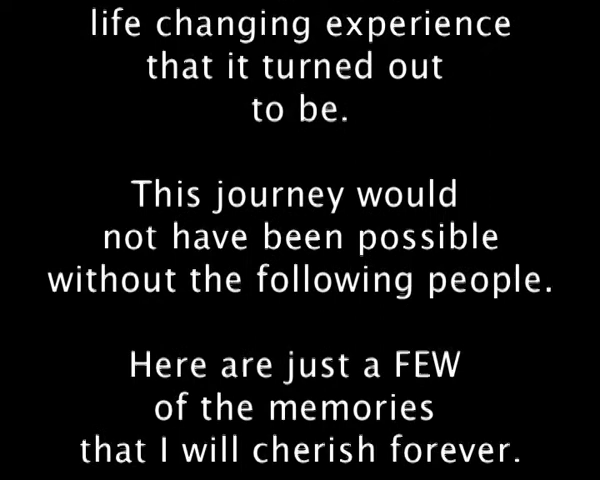 life changing experience
that it turned out
to be.
This journey would
not have been possible
without the following people.
Here are just a FEW
of the memories
that I will cherish forever.